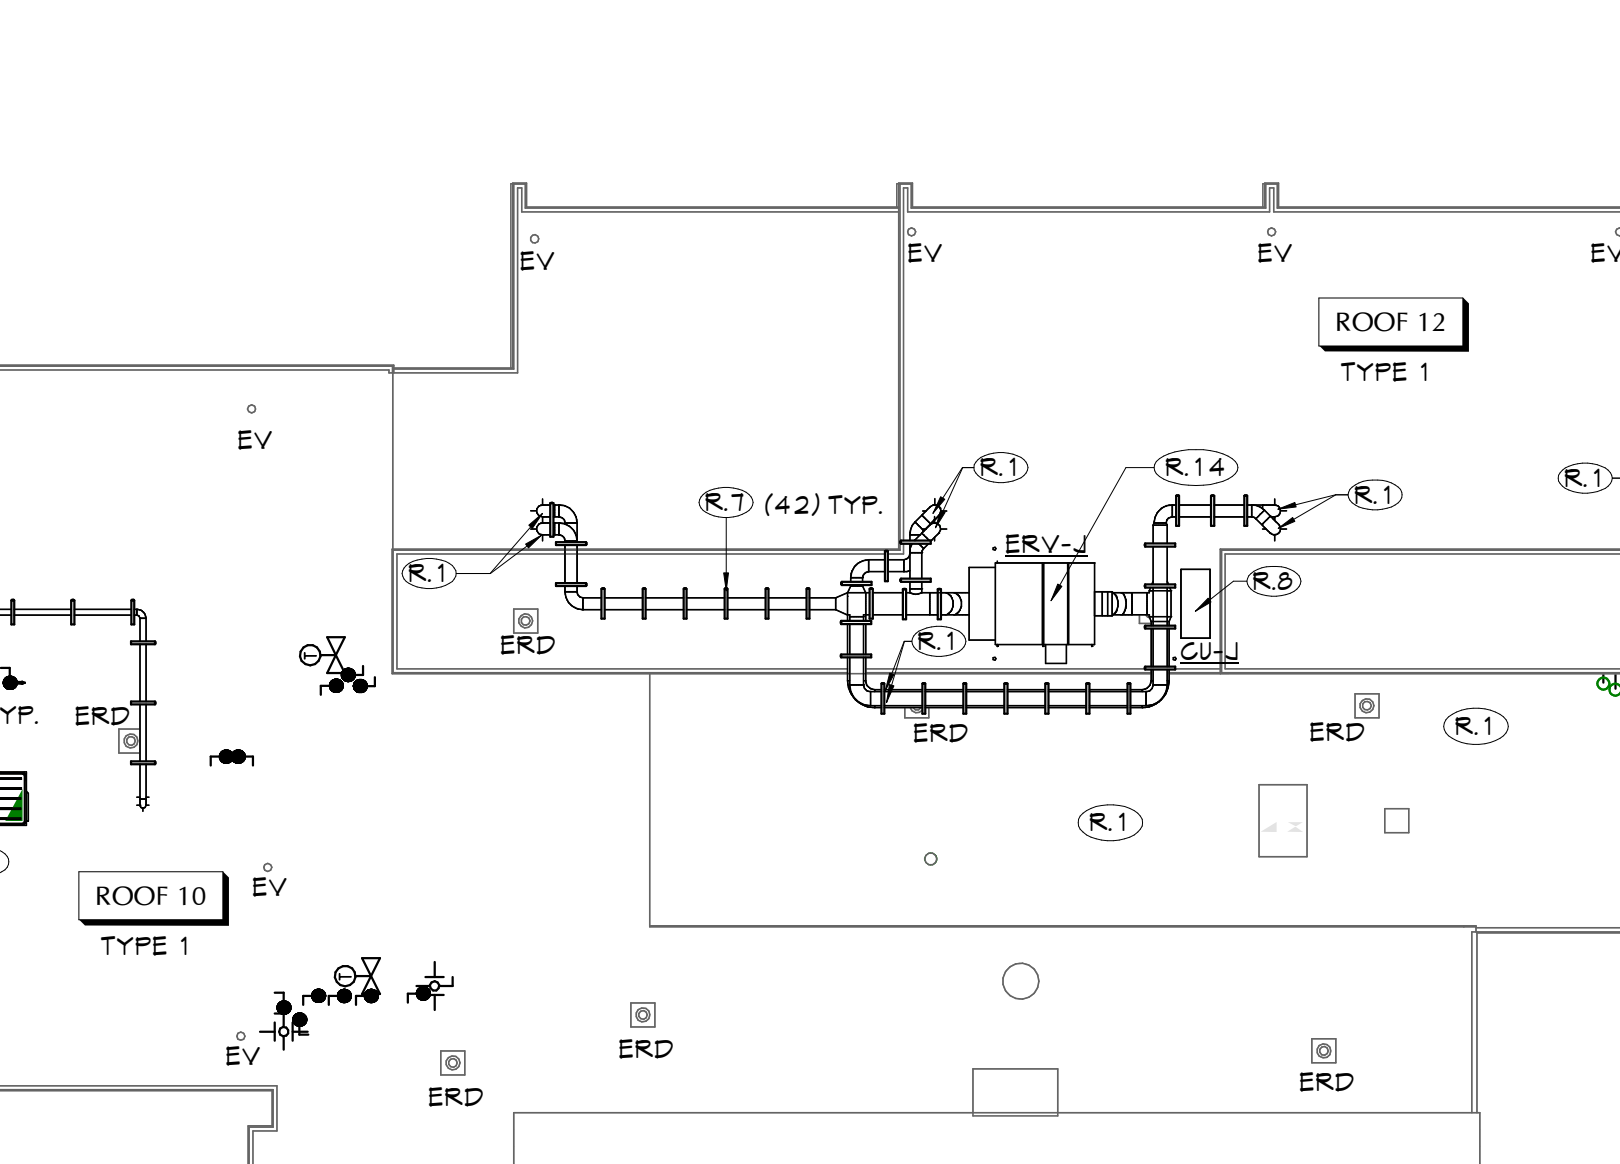 EV
EV
EV
EV
ROOF 12
TYPE 1
EV
R.1
R.14
R.1
R.1
R.7 (42) TYP.
ERV-J
R.1
R.8
ERD
R.1
CU-J
YP.
ERD
ERD
ERD
R.1
R.1
ROOF 10
EV
TYPE 1
ERD
EV
ERD
ERD